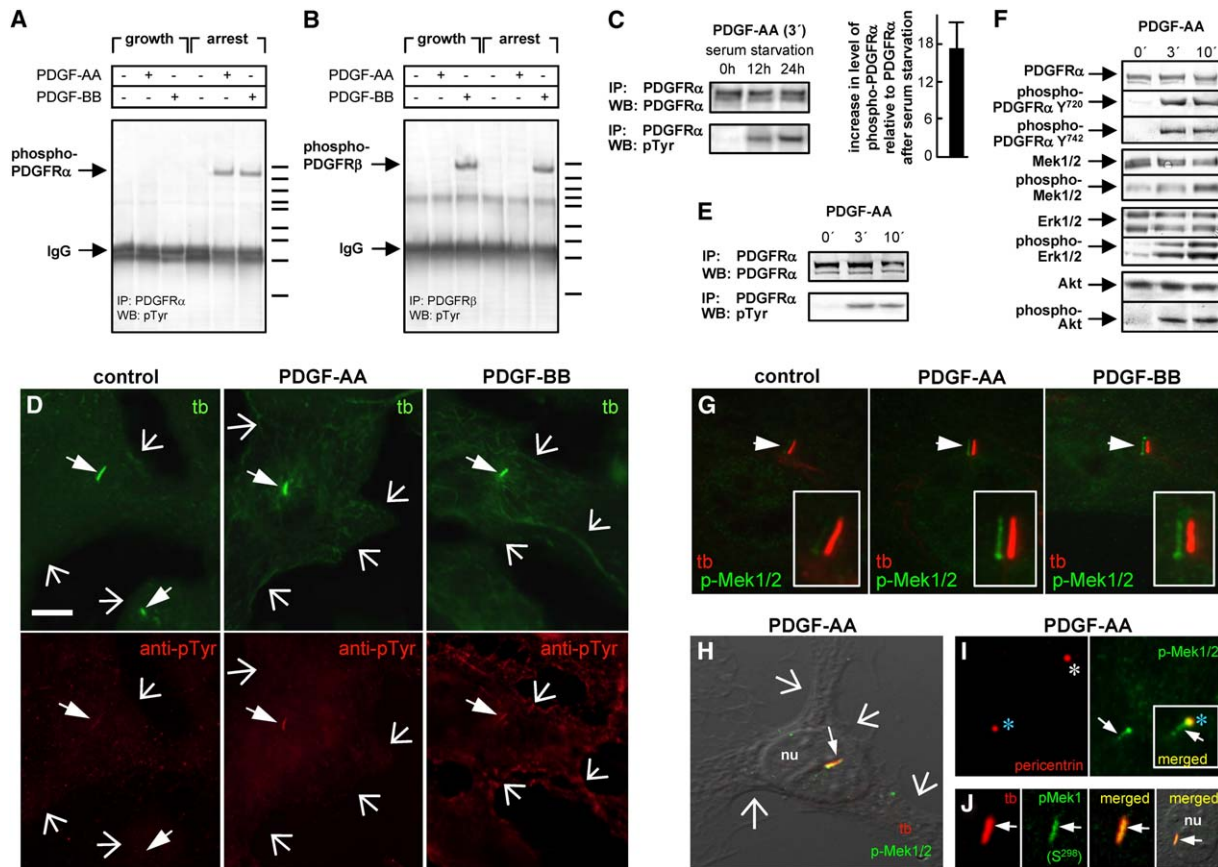 A
growth arrest
PDGF-AA - + - - + -
PDGF-BB - - + - - +
phospho-
PDGFRα
IgG
IP: PDGFRα
WB: pTyr
B
growth arrest
PDGF-AA - + - - + -
PDGF-BB - - + - - +
phospho-
PDGFRβ
IgG
IP: PDGFRβ
WB: pTyr
C
PDGF-AA (3´)
serum starvation
0h 12h 24h
IP: PDGFRα
WB: PDGFRα
IP: PDGFRα
WB: pTyr
increase in level of
phospho-PDGFRα
relative to PDGFRα
after serum starvation
18
12
6
E
PDGF-AA
0´ 3´ 10´
IP: PDGFRα
WB: PDGFRα
IP: PDGFRα
WB: pTyr
F
PDGF-AA
0´ 3´ 10´
PDGFRα
phospho-
PDGFRα Y720
phospho-
PDGFRα Y742
Mek1/2
phospho-
Mek1/2
Erk1/2
phospho-
Erk1/2
Akt
phospho-
Akt
control PDGF-AA PDGF-BB
D tb tb tb
anti-pTyr anti-pTyr anti-pTyr
control PDGF-AA PDGF-BB
G
tb tb tb
p-Mek1/2 p-Mek1/2 p-Mek1/2
PDGF-AA
H
nu
tb
p-Mek1/2
PDGF-AA
I p-Mek1/2
* * *
pericentrin merged
J tb pMek1 merged merged
nu
(S298)